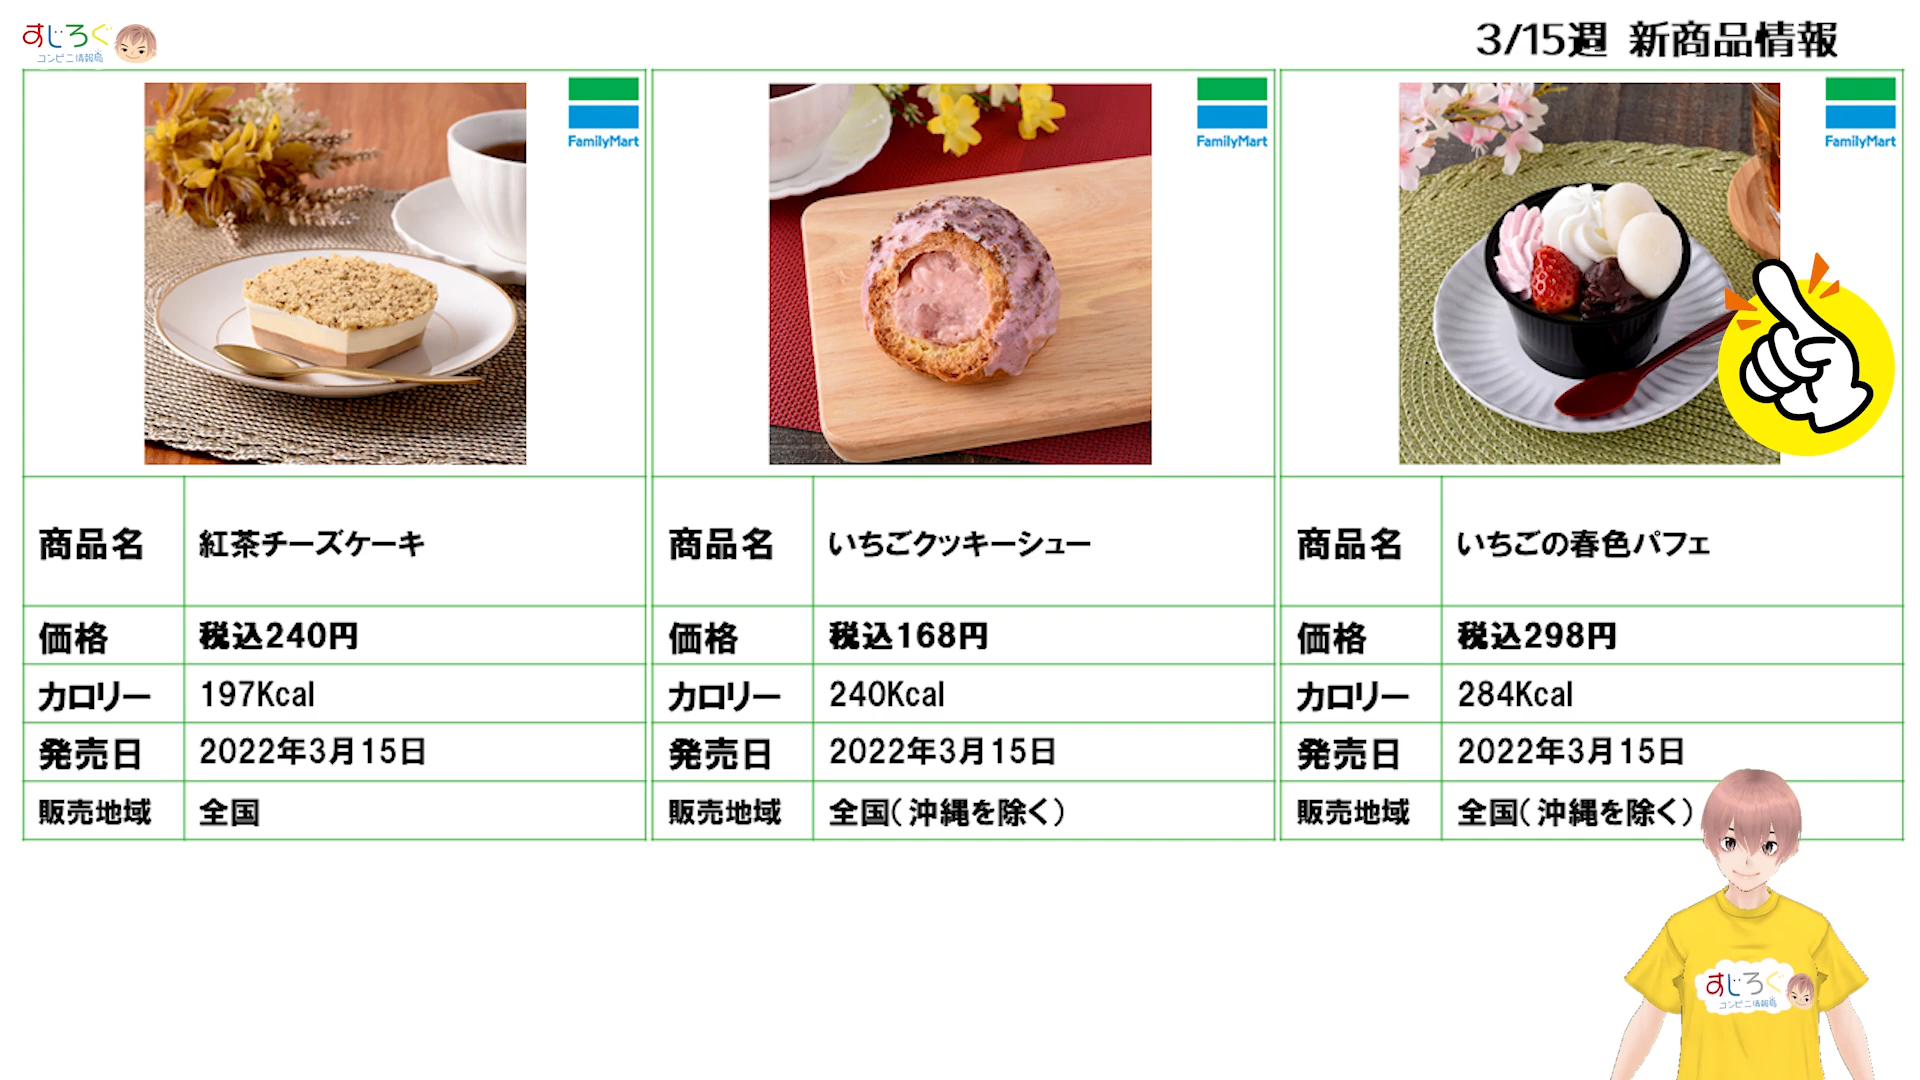 すじろぐ
コンビニ情報局
3/15週 新商品情報
FamilyMart
FamilyMart
FamilyMart
商品名 紅茶チーズケーキ
価格 税込240円
カロリー 197Kcal
発売日 2022年3月15日
販売地域 全国
商品名 いちごクッキーシュー
価格 税込168円
カロリー 240Kcal
発売日 2022年3月15日
販売地域 全国(沖縄を除く)
商品名 いちごの春色パフェ
価格 税込298円
カロリー 284Kcal
発売日 2022年3月15日
販売地域 全国(沖縄を除く)
すじろぐ
コンビニ情報局